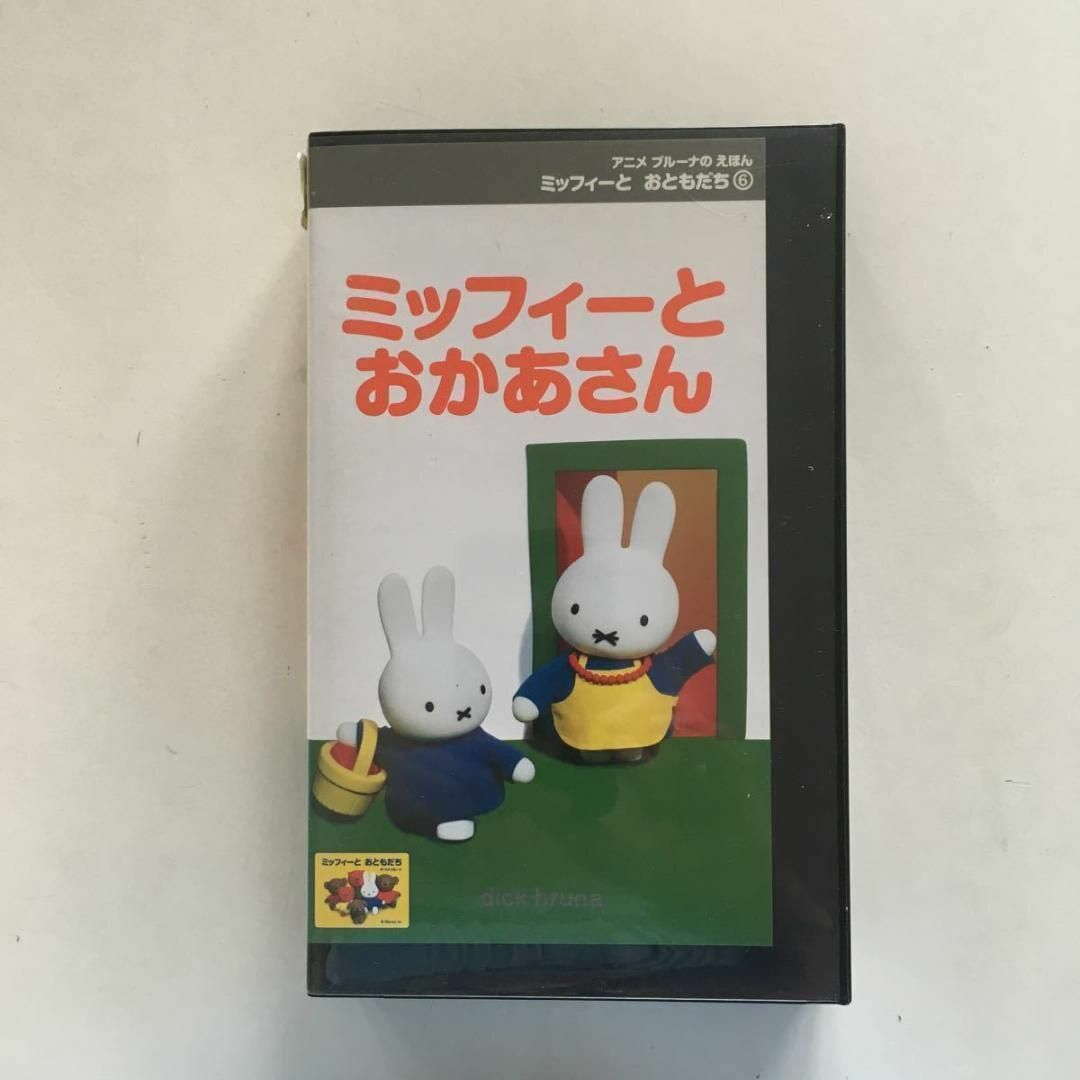 アニメ ブルーナの えほん
ミッフィーと おともだち⑥
ミッフィーと
おかあさん
ミッフィーと おともだち
dick bruna